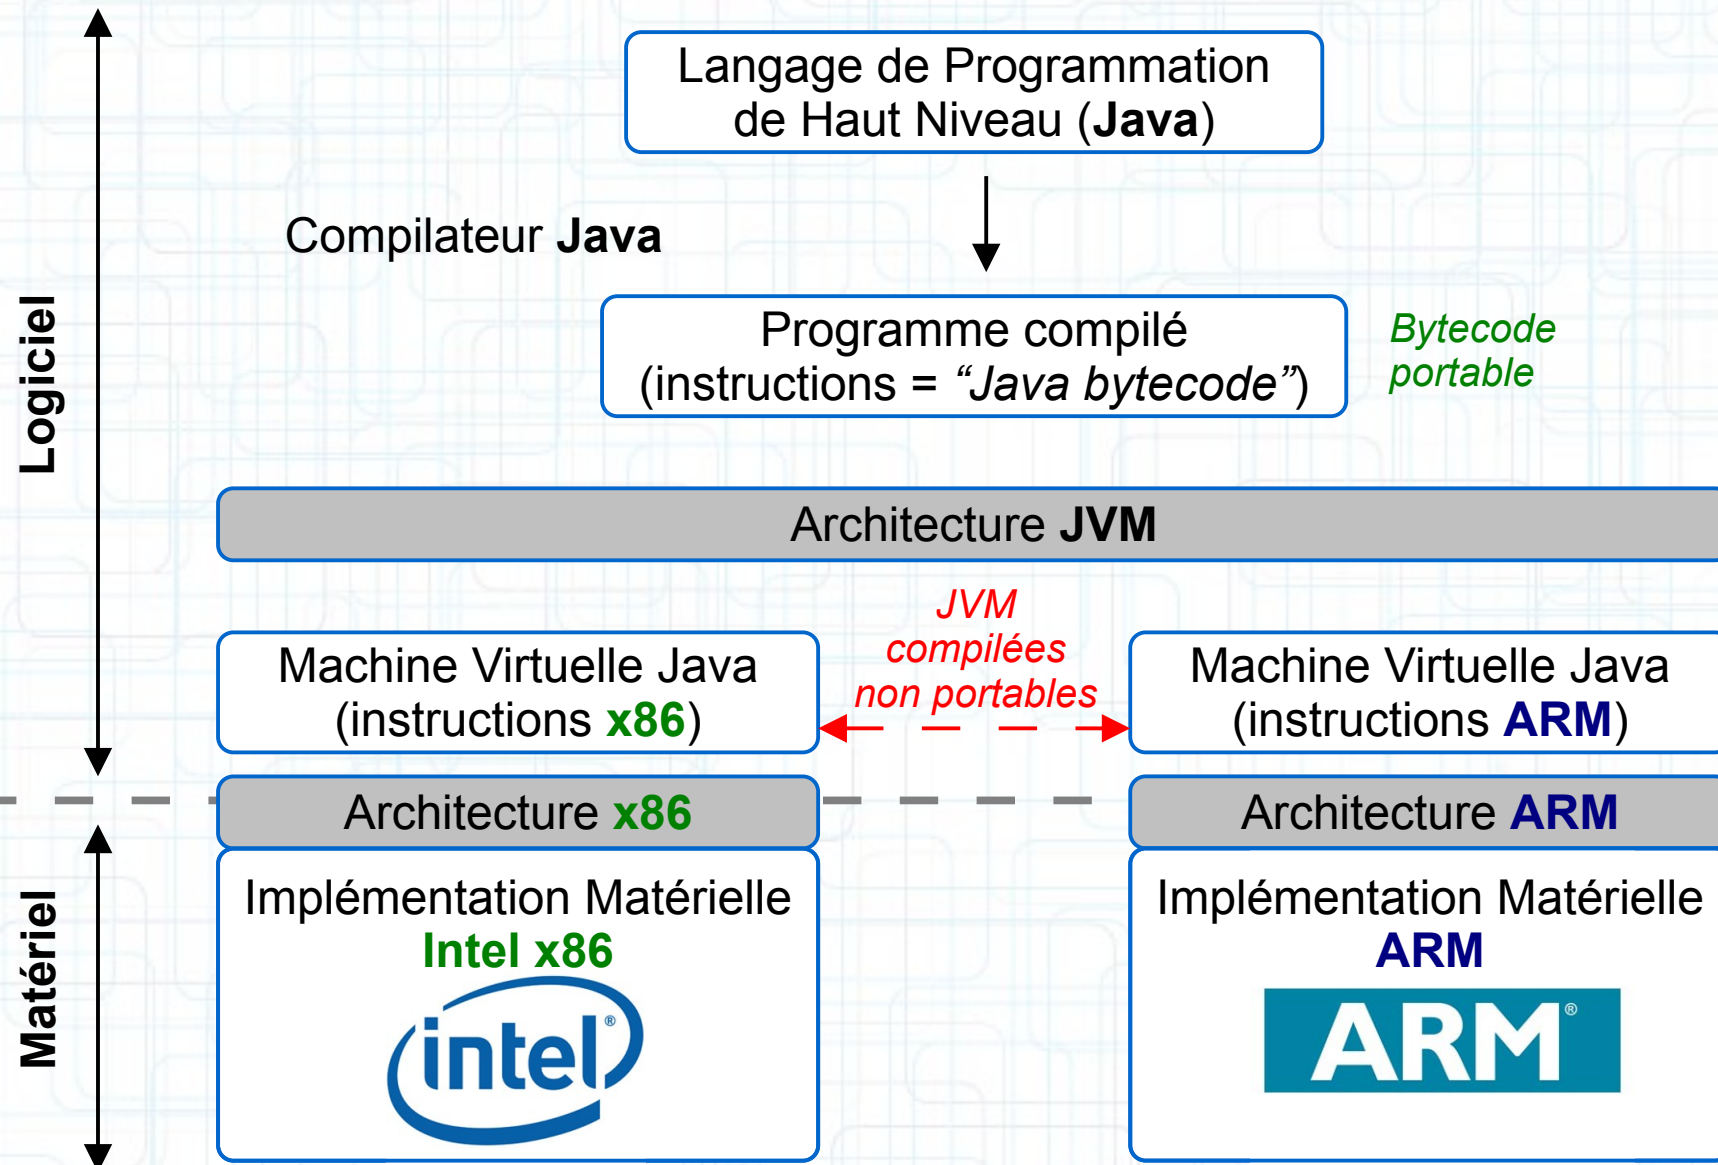 Langage de Programmation
de Haut Niveau (Java)
Compilateur Java
Programme compilé
(instructions = “Java bytecode”)
Bytecode
portable
Logiciel
Architecture JVM
JVM
compilées
non portables
Machine Virtuelle Java
(instructions x86)
Machine Virtuelle Java
(instructions ARM)
Architecture x86
Architecture ARM
Matériel
Implémentation Matérielle
Intel x86
intel®
Implémentation Matérielle
ARM
ARM®